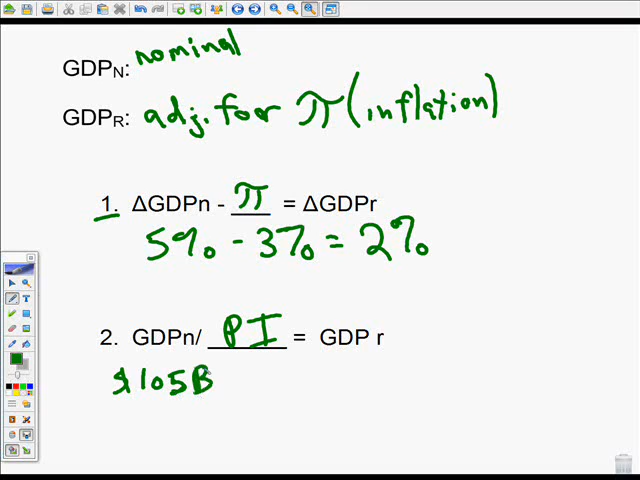 GDPN: nominal
GDPR: adj. for π (inflation)
1. ΔGDPn - π = ΔGDPr
5% - 3% = 2%
2. GDPn/ PI = GDP r
$105B